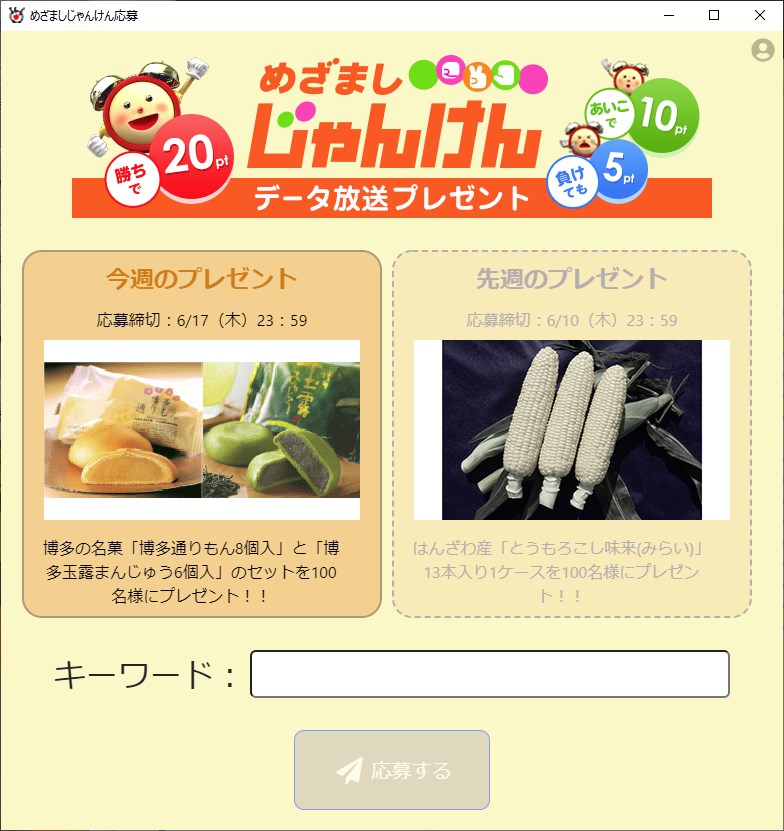 めざましじゃんけん応募
めざまし
じゃんけん
データ放送プレゼント
勝ち
で
20pt
あいこ
で
10pt
負け
ても
5pt
今週のプレゼント
応募締切：6/17（木）23：59
博多の名菓「博多通りもん8個入」と「博
多玉露まんじゅう6個入」のセットを100
名様にプレゼント！！
先週のプレゼント
応募締切：6/10（木）23：59
はんざわ産「とうもろこし味来(みらい)」
13本入り1ケースを100名様にプレゼン
ト！！
キーワード：
応募する